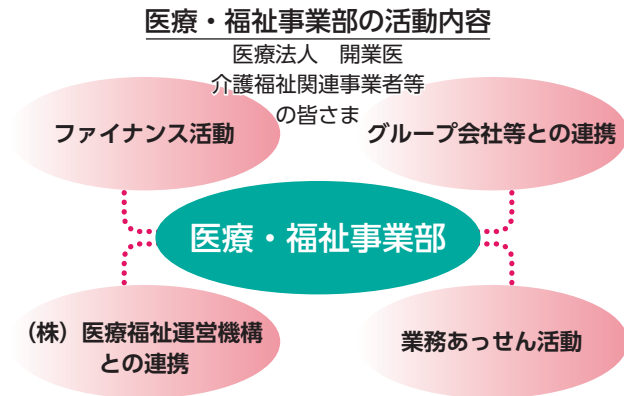 医療・福祉事業部の活動内容
医療法人　開業医
介護福祉関連事業者等
の皆さま
ファイナンス活動
グループ会社等との連携
医療・福祉事業部
（株）医療福祉運営機構
との連携
業務あっせん活動